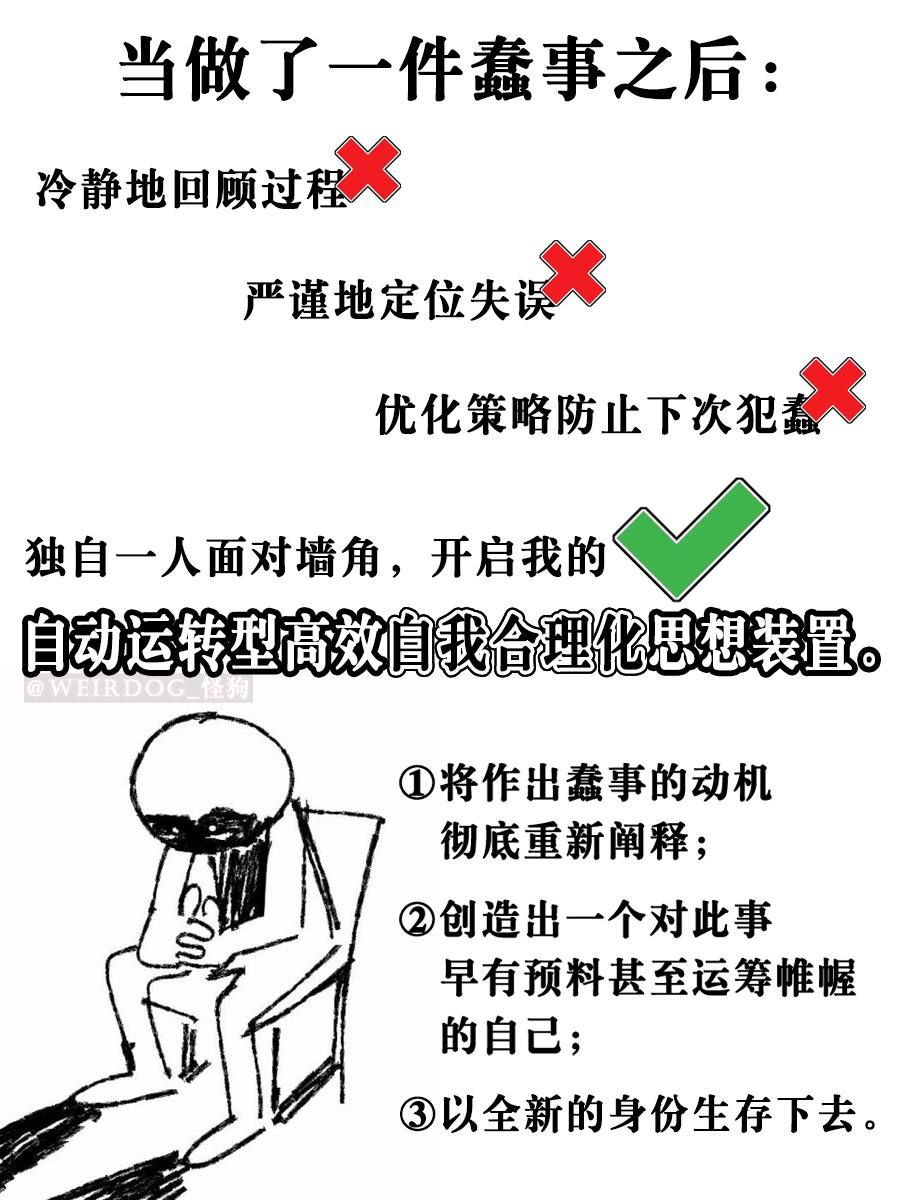 当做了一件蠢事之后：
冷静地回顾过程
严谨地定位失误
优化策略防止下次犯蠢
独自一人面对墙角，开启我的
自动运转型高效自我合理化思想装置。
@WEIRDOG_怪狗
①将作出蠢事的动机
彻底重新阐释；
②创造出一个对此事
早有预料甚至运筹帷幄
的自己；
③以全新的身份生存下去。